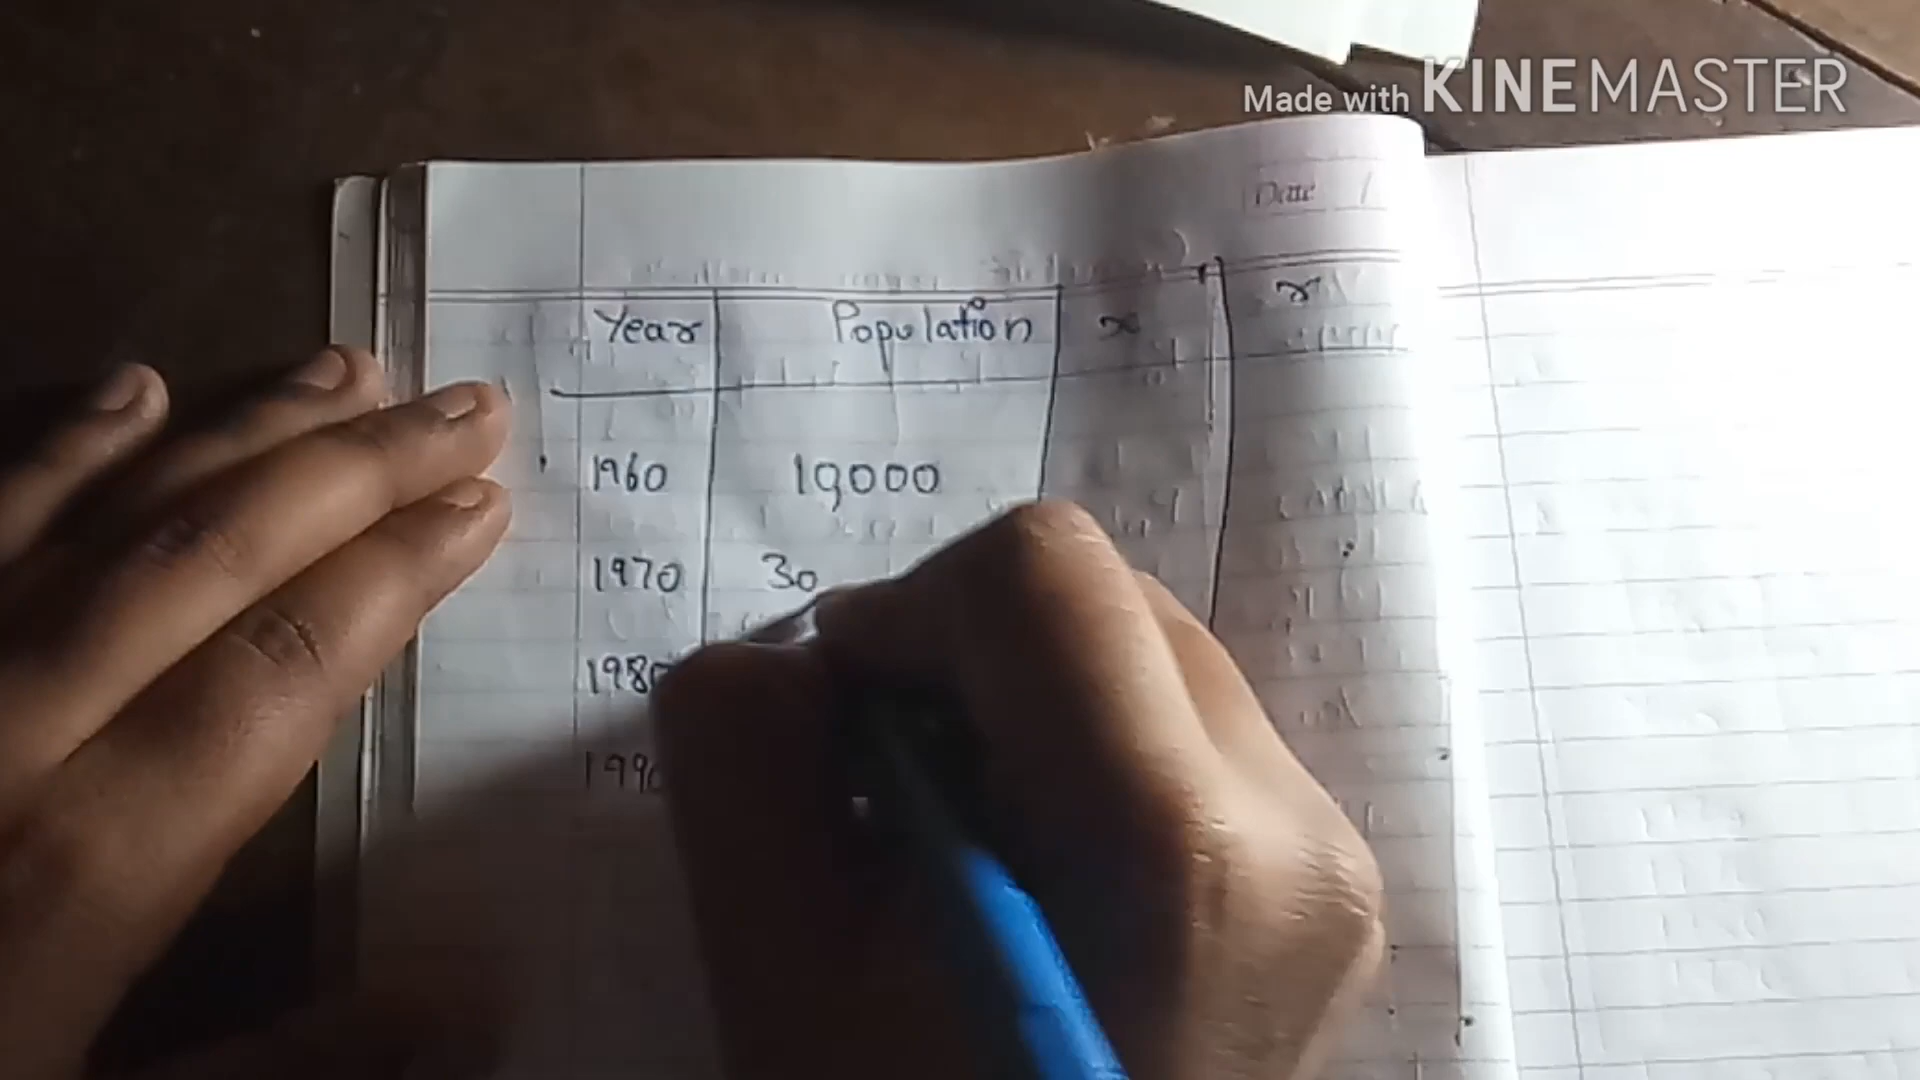 Made with KINEMASTER
Date /
Year Population x r
1960 19000
1970 30
1980
1990